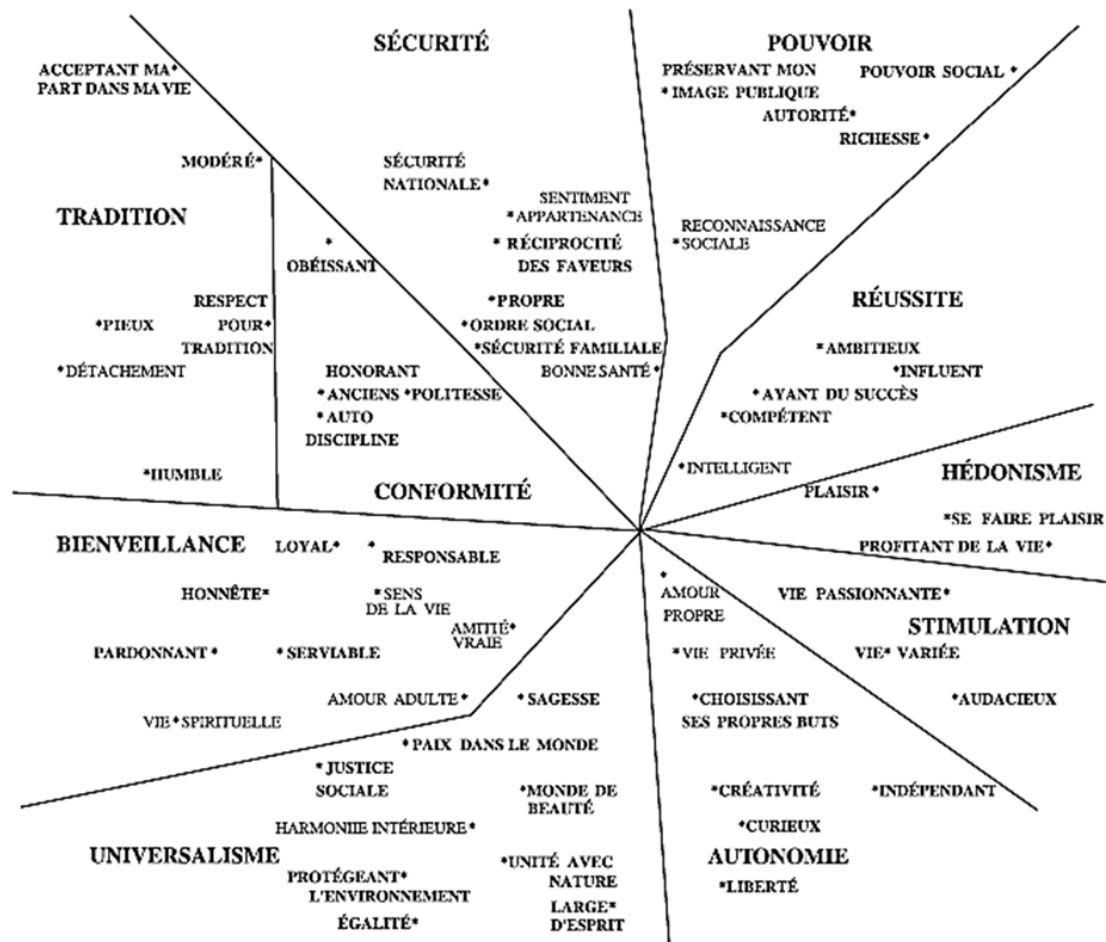 SÉCURITÉ
POUVOIR
ACCEPTANT MA*
PART DANS MA VIE
PRÉSERVANT MON
* IMAGE PUBLIQUE
POUVOIR SOCIAL *
AUTORITÉ*
RICHESSE*
MODÉRÉ*
SÉCURITÉ
NATIONALE*
TRADITION
SENTIMENT
*APPARTENANCE
RECONNAISSANCE
*SOCIALE
*
OBÉISSANT
* RÉCIPROCITÉ
DES FAVEURS
RÉUSSITE
RESPECT
POUR*
TRADITION
*PIEUX
*DÉTACHEMENT
*PROPRE
*ORDRE SOCIAL
*SÉCURITÉ FAMILIALE
BONNE SANTÉ*
*AMBITIEUX
*INFLUENT
* AYANT DU SUCCÈS
*COMPÉTENT
HONORANT
*ANCIENS *POLITESSE
*AUTO
DISCIPLINE
*HUMBLE
CONFORMITÉ
*INTELLIGENT
HÉDONISME
PLAISIR*
*SE FAIRE PLAISIR
PROFITANT DE LA VIE*
BIENVEILLANCE
LOYAL*
*
RESPONSABLE
HONNÊTE*
*SENS
DE LA VIE
AMITIÉ*
VRAIE
PARDONNANT*
*SERVIABLE
AMOUR ADULTE*
VIE*SPIRITUELLE
*
AMOUR
PROPRE
VIE PASSIONNANTE*
STIMULATION
*VIE PRIVÉE
VIE* VARIÉE
*CHOISISSANT
SES PROPRES BUTS
*AUDACIEUX
*SAGESSE
* PAIX DANS LE MONDE
*JUSTICE
SOCIALE
*MONDE DE
BEAUTÉ
*CRÉATIVITÉ
*INDÉPENDANT
HARMONIIE INTÉRIEURE*
*CURIEUX
UNIVERSALISME
AUTONOMIE
PROTÉGEANT*
L'ENVIRONNEMENT
*UNITÉ AVEC
NATURE
*LIBERTÉ
ÉGALITÉ*
LARGE*
D'ESPRIT